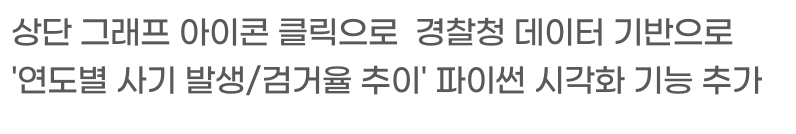 상단 그래프 아이콘 클릭으로  경찰청 데이터 기반으로
'연도별 사기 발생/검거율 추이' 파이썬 시각화 기능 추가